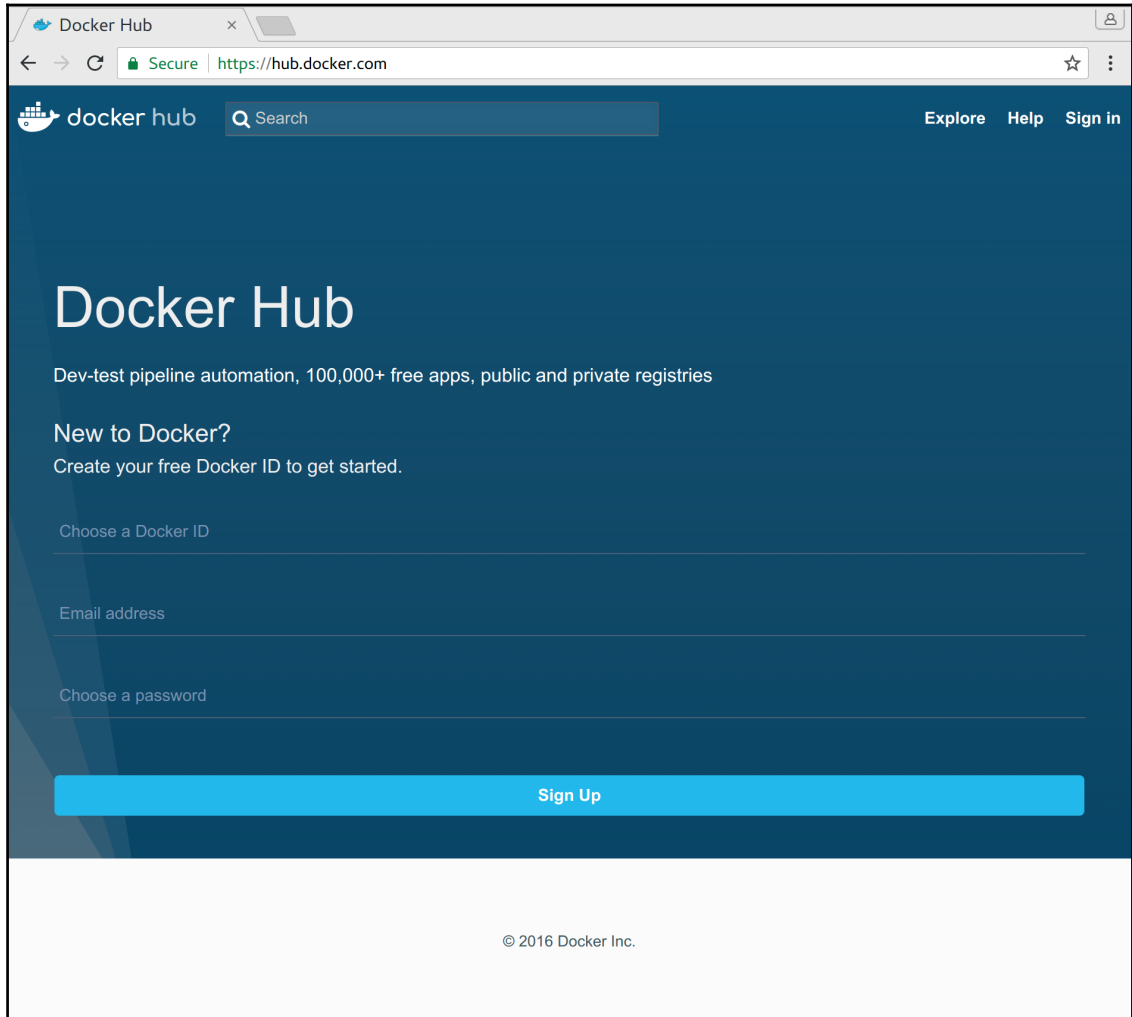 Docker Hub
Secure https://hub.docker.com
docker hub Search Explore Help Sign in
Docker Hub
Dev-test pipeline automation, 100,000+ free apps, public and private registries
New to Docker?
Create your free Docker ID to get started.
Choose a Docker ID
Email address
Choose a password
Sign Up
© 2016 Docker Inc.